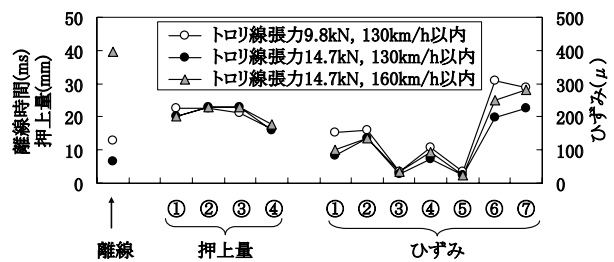 トロリ線張力9.8kN, 130km/h以内
トロリ線張力14.7kN, 130km/h以内
トロリ線張力14.7kN, 160km/h以内
離線時間(ms)
押上量(mm)
50
40
30
20
10
0
500
400
300
200
100
0
ひずみ(μ)
① ② ③ ④ ① ② ③ ④ ⑤ ⑥ ⑦
離線 押上量 ひずみ